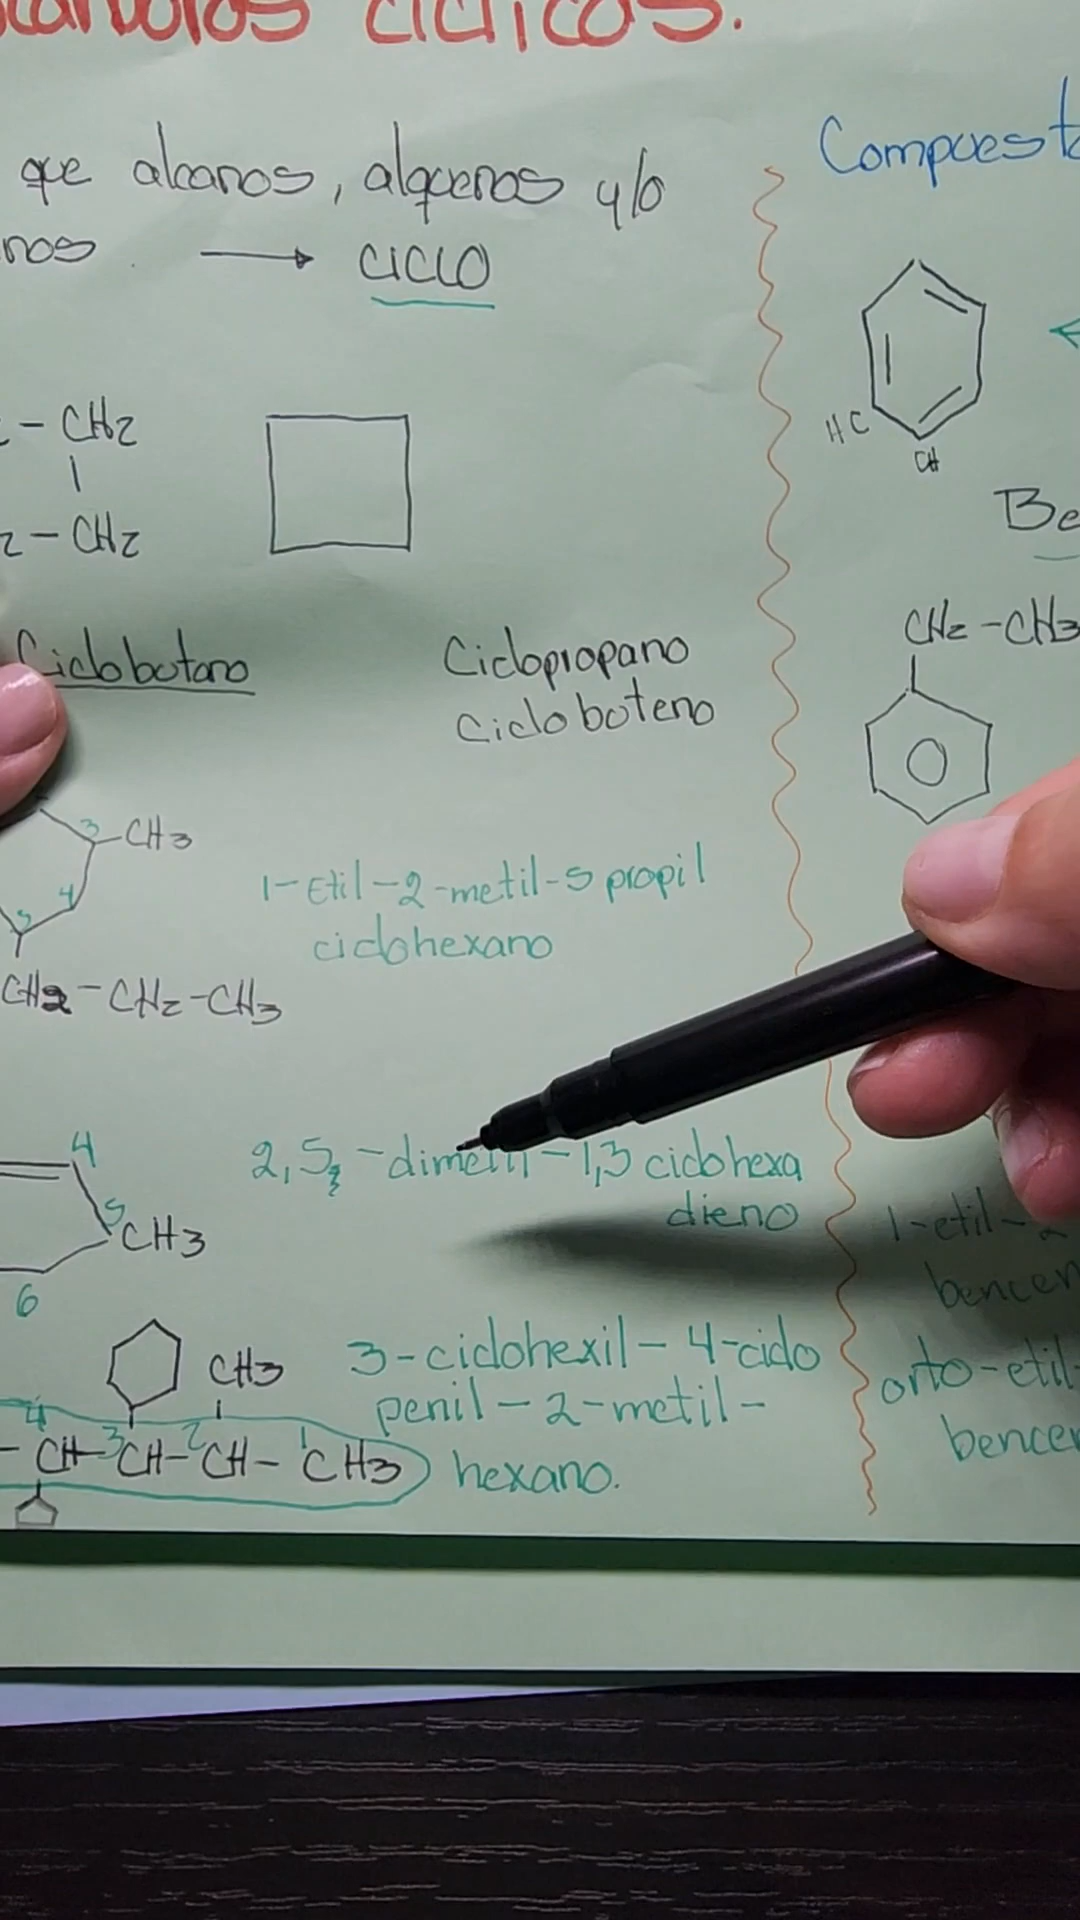 cíclicos.
que alcanos, alquenos y/o
nos → CICLO
- CH2
2 - CH2
Ciclobutano
Ciclopropano
Ciclobuteno
3 - CH3
4
5
1- Etil - 2 - metil - 5 propil
ciclohexano
CH2 - CH2 - CH3
4
5
CH3
6
2,5, - dimetil - 1,3 ciclohexa
dieno
CH3
3 - ciclohexil - 4 - ciclo
penil - 2 - metil -
hexano.
4 3 2 1
- CH - CH - CH - CH3
Compuest
HC
CH
Be
CH2 - CH3
1-etil-2
bencen
orto-etil-
bencen